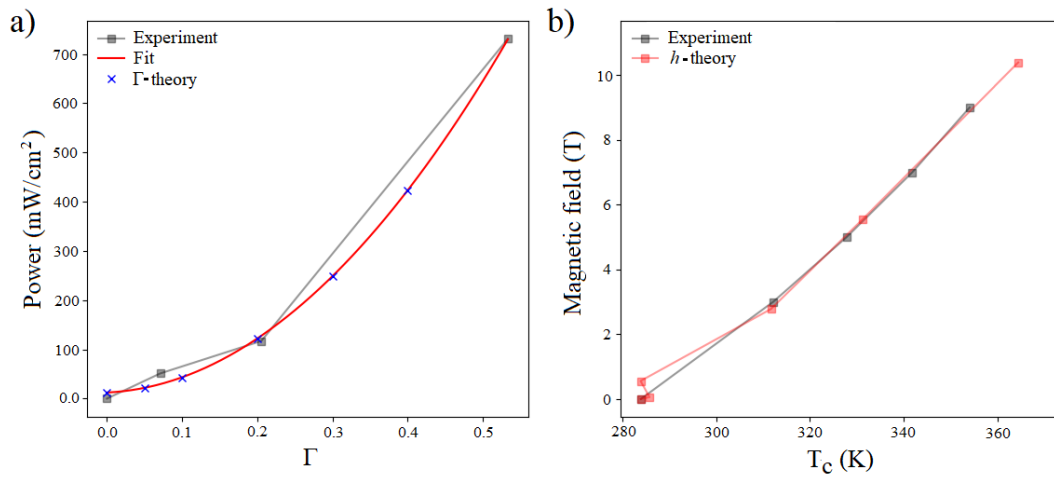 a)
Experiment
Fit
Γ-theory
700
600
500
400
300
200
100
0.0
0.0 0.1 0.2 0.3 0.4 0.5
Γ
Power (mW/cm²)
b)
Experiment
h-theory
10
8
6
4
2
0
280 300 320 340 360
T_c (K)
Magnetic field (T)